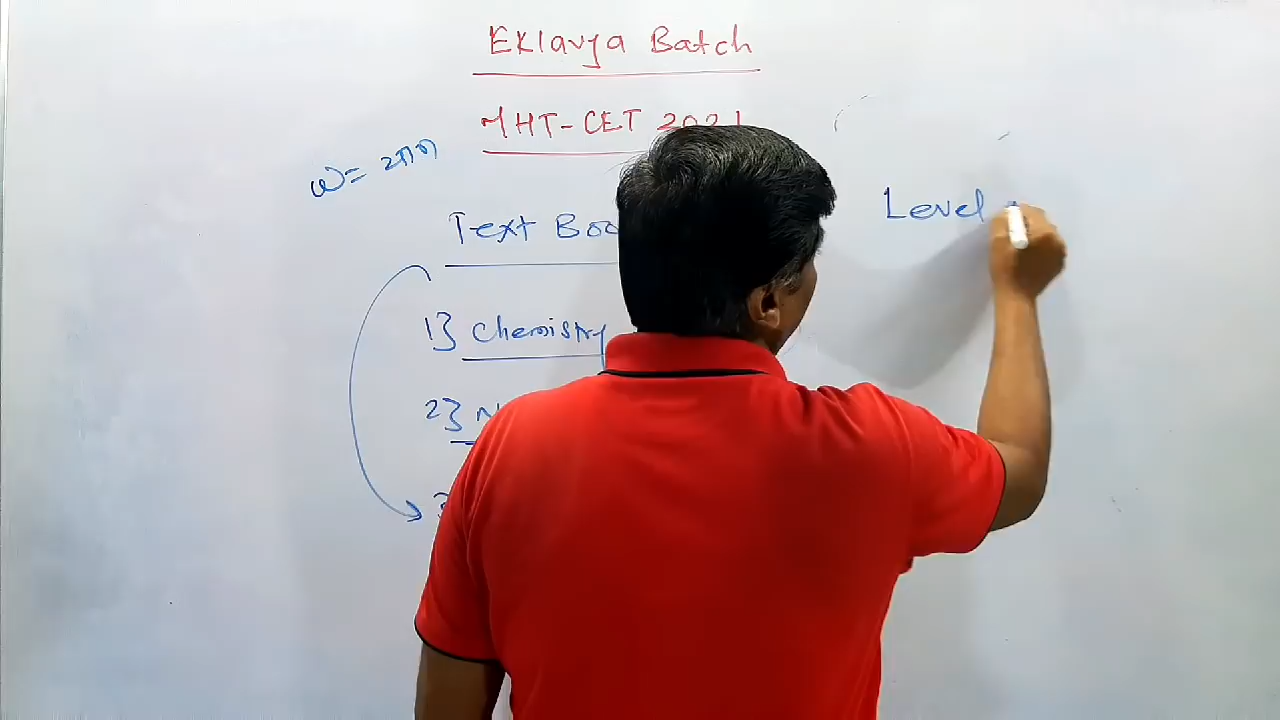 Eklavya Batch
MHT-CET 2021
ω = 2πn
Level
Text Boo
1} Chemistry
2} N
3